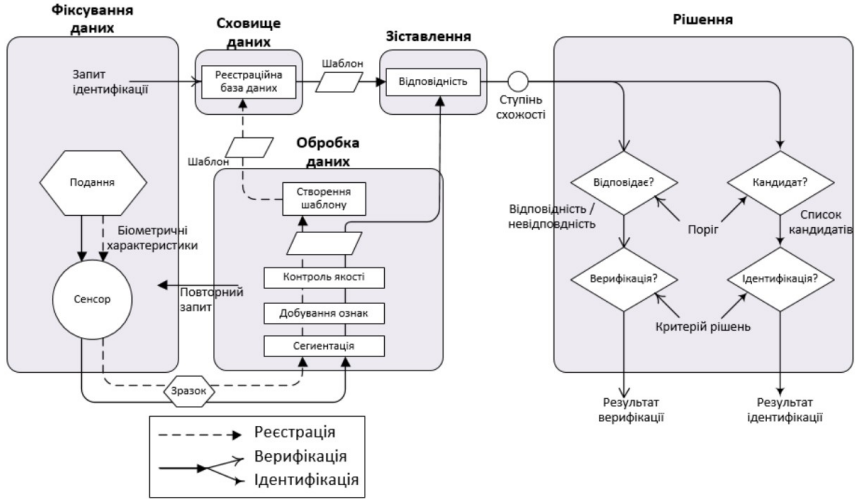 Фіксування
даних
Сховище
даних
Зіставлення
Рішення
Запит
ідентифікації
Реєстраційна
база даних
Шаблон
Відповідність
Ступінь
схожості
Шаблон
Обробка
даних
Подання
Біометричні
характеристики
Сенсор
Повторний
запит
Створення
шаблону
Контроль якості
Добування ознак
Сегиентація
Зразок
Відповідає?
Кандидат?
Відповідність /
невідповдність
Поріг
Список
кандидатів
Верифікація?
Ідентифікація?
Критерій рішень
Результат
верифікації
Результат
ідентифікації
Реєстрація
Верифікація
Ідентифікація